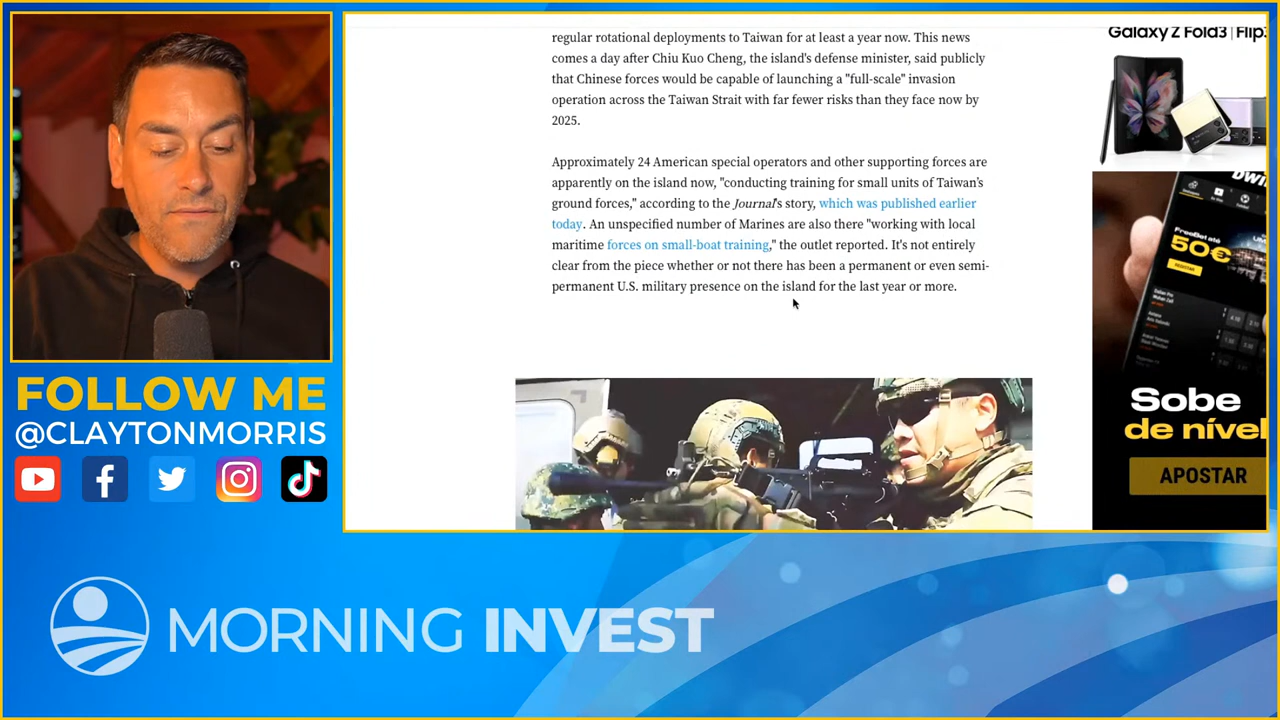 regular rotational deployments to Taiwan for at least a year now. This news
comes a day after Chiu Kuo Cheng, the island's defense minister, said publicly
that Chinese forces would be capable of launching a "full-scale" invasion
operation across the Taiwan Strait with far fewer risks than they face now by
2025.
Approximately 24 American special operators and other supporting forces are
apparently on the island now, "conducting training for small units of Taiwan's
ground forces," according to the Journal's story, which was published earlier
today. An unspecified number of Marines are also there "working with local
maritime forces on small-boat training," the outlet reported. It's not entirely
clear from the piece whether or not there has been a permanent or even semi-
permanent U.S. military presence on the island for the last year or more.
Galaxy Z Fold3 | Flip3
FreeBet até
50€
Sobe
de nível
APOSTAR
FOLLOW ME
@CLAYTONMORRIS
MORNING INVEST